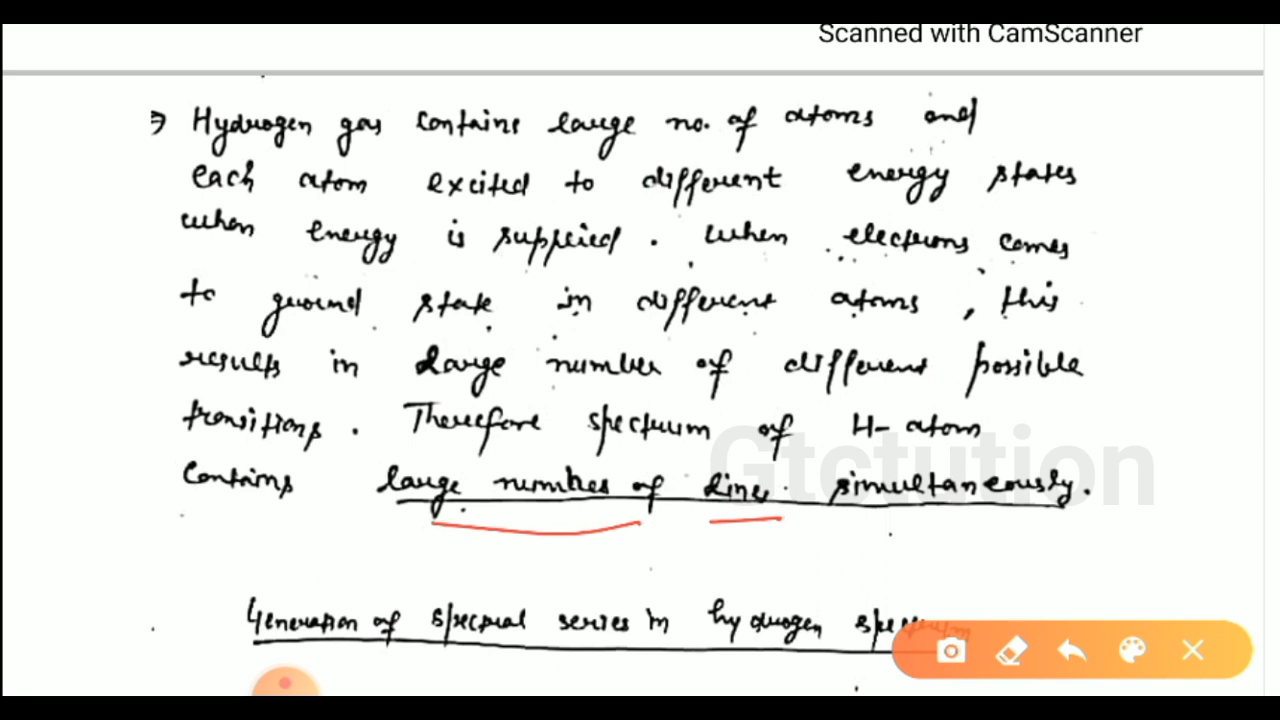 Scanned with CamScanner
⇒ Hydrogen gas contains large no. of atoms and
each atom excited to different energy states
when energy is supplied. When electrons comes
to ground state in different atoms, this
results in large number of different possible
transitions. Therefore spectrum of H-atom
contains large number of lines simultaneously.
Gtctution
Generation of spectral series in hydrogen spectrum